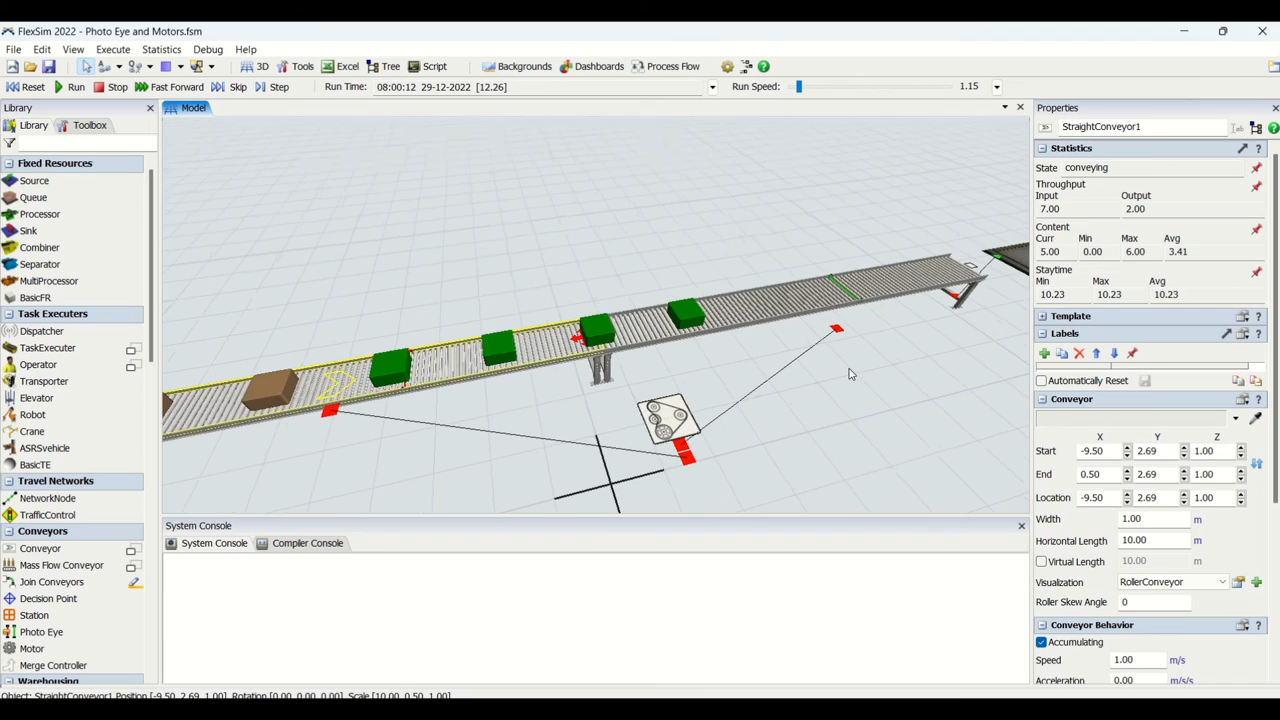 FlexSim 2022 - Photo Eye and Motors.fsm
File Edit View Execute Statistics Debug Help
3D Tools Excel Tree Script Backgrounds Dashboards Process Flow
Reset Run Stop Fast Forward Skip Step Run Time: 08:00:12 29-12-2022 [12.26] Run Speed: 1.15
Library
Model
Properties
Library Toolbox
StraightConveyor1
Fixed Resources
Source
Queue
Processor
Sink
Combiner
Separator
MultiProcessor
BasicFR
Task Executers
Dispatcher
TaskExecuter
Operator
Transporter
Elevator
Robot
Crane
ASRSvehicle
BasicTE
Travel Networks
NetworkNode
TrafficControl
Conveyors
Conveyor
Mass Flow Conveyor
Join Conveyors
Decision Point
Station
Photo Eye
Motor
Merge Controller
Warehousing
Statistics
State conveying
Throughput
Input Output
7.00 2.00
Content
Curr Min Max Avg
5.00 0.00 6.00 3.41
Staytime
Min Max Avg
10.23 10.23 10.23
Template
Labels
Automatically Reset
Conveyor
X Y Z
Start -9.50 2.69 1.00
End 0.50 2.69 1.00
Location -9.50 2.69 1.00
Width 1.00 m
Horizontal Length 10.00 m
Virtual Length 10.00 m
Visualization RollerConveyor
Roller Skew Angle 0
Conveyor Behavior
Accumulating
Speed 1.00 m/s
Acceleration 0.00 m/s/s
System Console
System Console Compiler Console
Object: StraightConveyor1 Position [-9.50, 2.69, 1.00] Rotation [0.00, 0.00, 0.00] Scale [10.00, 0.50, 1.00]